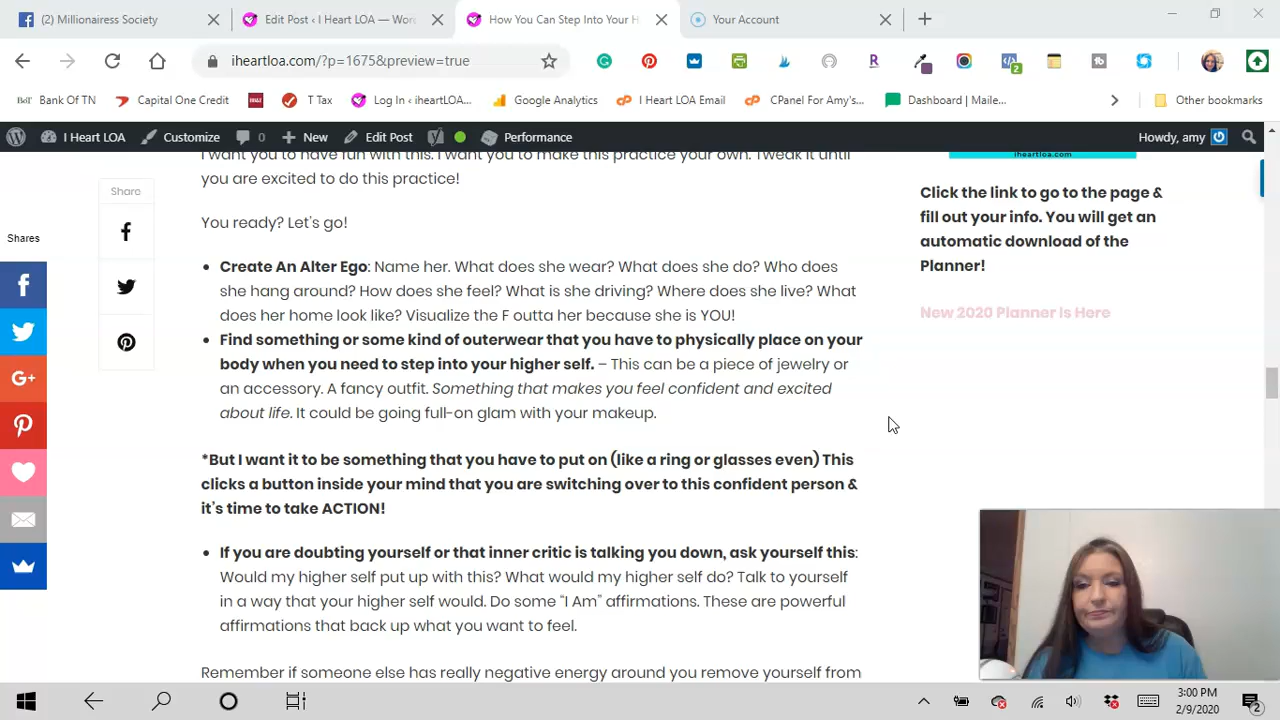 (2) Millionairess Society
Edit Post ‹ I Heart LOA — Wor
How You Can Step Into Your H
Your Account
iheartloa.com/?p=1675&preview=true
Bank Of TN
Capital One Credit
T Tax
Log In ‹ iheartLOA...
Google Analytics
I Heart LOA Email
CPanel For Amy's...
Dashboard | Maile...
Other bookmarks
I Heart LOA
Customize
0
New
Edit Post
Performance
Howdy, amy
I want you to have fun with this. I want you to make this practice your own. Tweak it until
you are excited to do this practice!
You ready? Let's go!
Create An Alter Ego: Name her. What does she wear? What does she do? Who does
she hang around? How does she feel? What is she driving? Where does she live? What
does her home look like? Visualize the F outta her because she is YOU!
Find something or some kind of outerwear that you have to physically place on your
body when you need to step into your higher self. – This can be a piece of jewelry or
an accessory. A fancy outfit. Something that makes you feel confident and excited
about life. It could be going full-on glam with your makeup.
*But I want it to be something that you have to put on (like a ring or glasses even) This
clicks a button inside your mind that you are switching over to this confident person &
it's time to take ACTION!
If you are doubting yourself or that inner critic is talking you down, ask yourself this:
Would my higher self put up with this? What would my higher self do? Talk to yourself
in a way that your higher self would. Do some “I Am” affirmations. These are powerful
affirmations that back up what you want to feel.
Remember if someone else has really negative energy around you remove yourself from
Share
Shares
iheartloa.com
Click the link to go to the page &
fill out your info. You will get an
automatic download of the
Planner!
New 2020 Planner Is Here
3:00 PM
2/9/2020
2